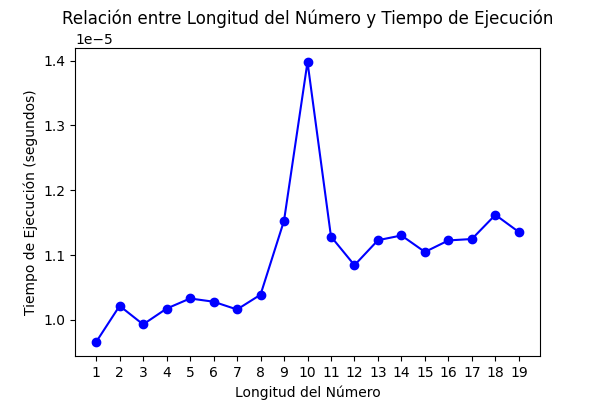 Relación entre Longitud del Número y Tiempo de Ejecución
1e−5
1.4
1.3
1.2
1.1
1.0
Tiempo de Ejecución (segundos)
1 2 3 4 5 6 7 8 9 10 11 12 13 14 15 16 17 18 19
Longitud del Número